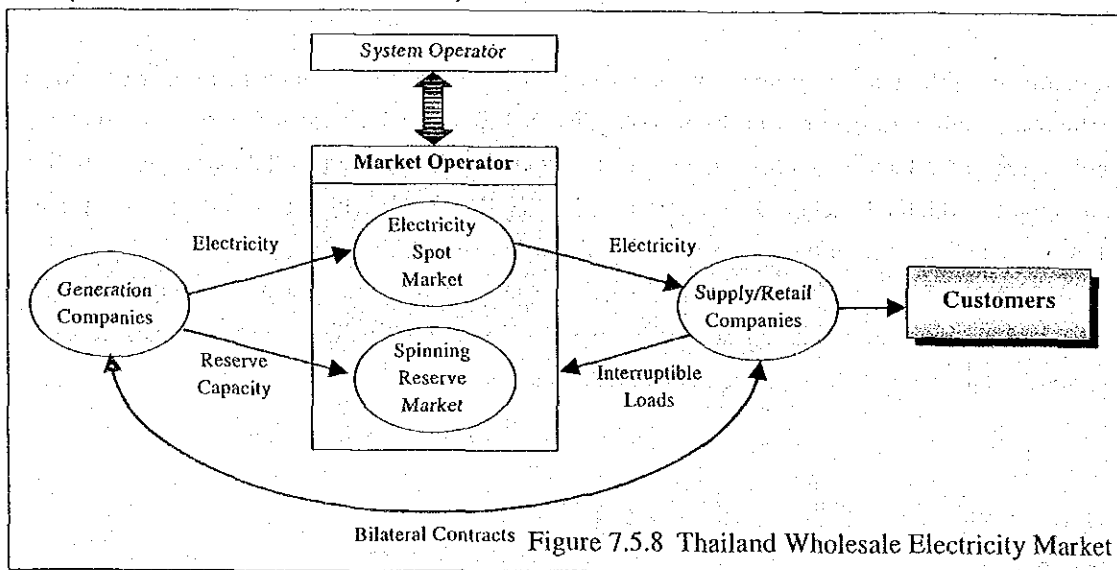 System Operator
Market Operator
Electricity
Electricity
Spot
Market
Electricity
Generation
Companies
Supply/Retail
Companies
Customers
Reserve
Capacity
Spinning
Reserve
Market
Interruptible
Loads
Bilateral Contracts
Figure 7.5.8 Thailand Wholesale Electricity Market